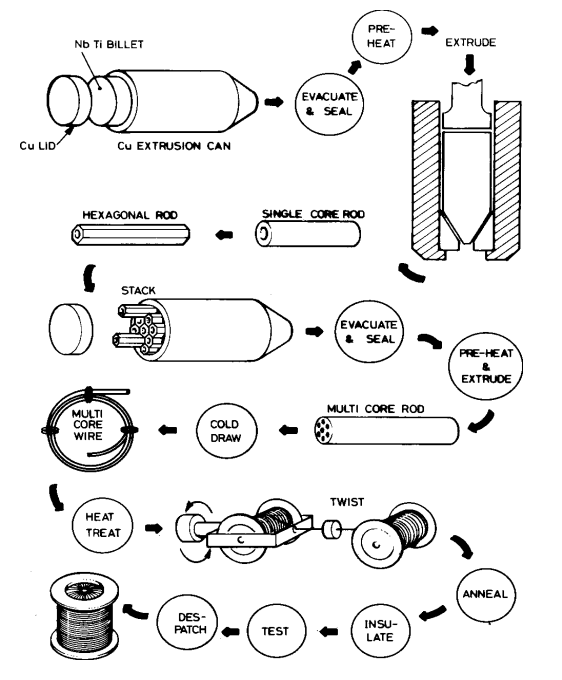 Nb Ti BILLET
PRE-
HEAT
EXTRUDE
EVACUATE
& SEAL
Cu LID
Cu EXTRUSION CAN
HEXAGONAL ROD
SINGLE CORE ROD
STACK
EVACUATE
& SEAL
PRE-HEAT
&
EXTRUDE
MULTI CORE ROD
COLD
DRAW
MULTI
CORE
WIRE
HEAT
TREAT
TWIST
ANNEAL
INSU-
LATE
TEST
DES-
PATCH